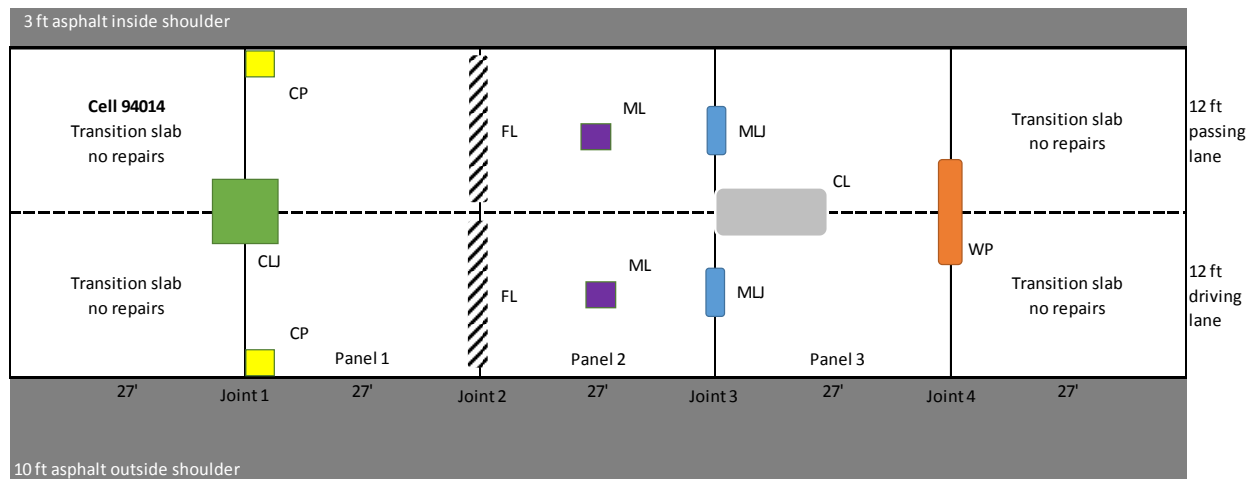 3 ft asphalt inside shoulder
CP
Cell 94014
Transition slab
no repairs
FL
ML
MLJ
Transition slab
no repairs
12 ft
passing
lane
CL
CLJ
WP
Transition slab
no repairs
ML
FL
MLJ
Transition slab
no repairs
12 ft
driving
lane
CP
Panel 1
Panel 2
Panel 3
27'
Joint 1
27'
Joint 2
27'
Joint 3
27'
Joint 4
27'
10 ft asphalt outside shoulder